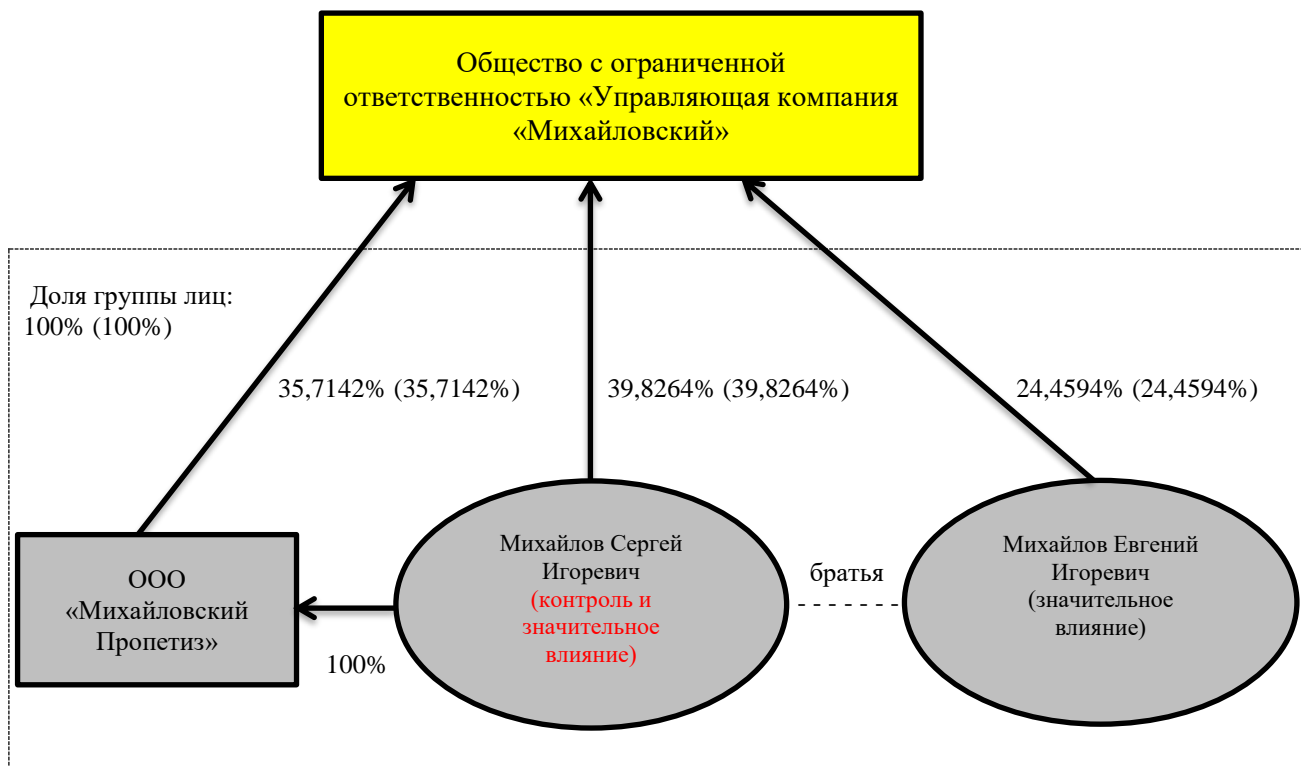 Общество с ограниченной
ответственностью «Управляющая компания
«Михайловский»
Доля группы лиц:
100% (100%)
35,7142% (35,7142%)
39,8264% (39,8264%)
24,4594% (24,4594%)
ООО
«Михайловский
Пропетиз»
100%
Михайлов Сергей
Игоревич
(контроль и
значительное
влияние)
братья
Михайлов Евгений
Игоревич
(значительное
влияние)